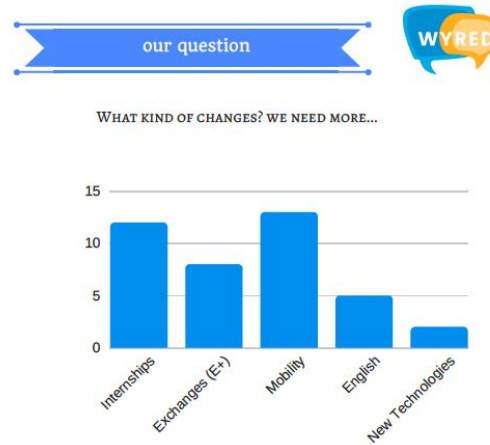 our question
WYRED
WHAT KIND OF CHANGES? WE NEED MORE...
15
10
5
0
Internships
Exchanges (E+)
Mobility
English
New Technologies